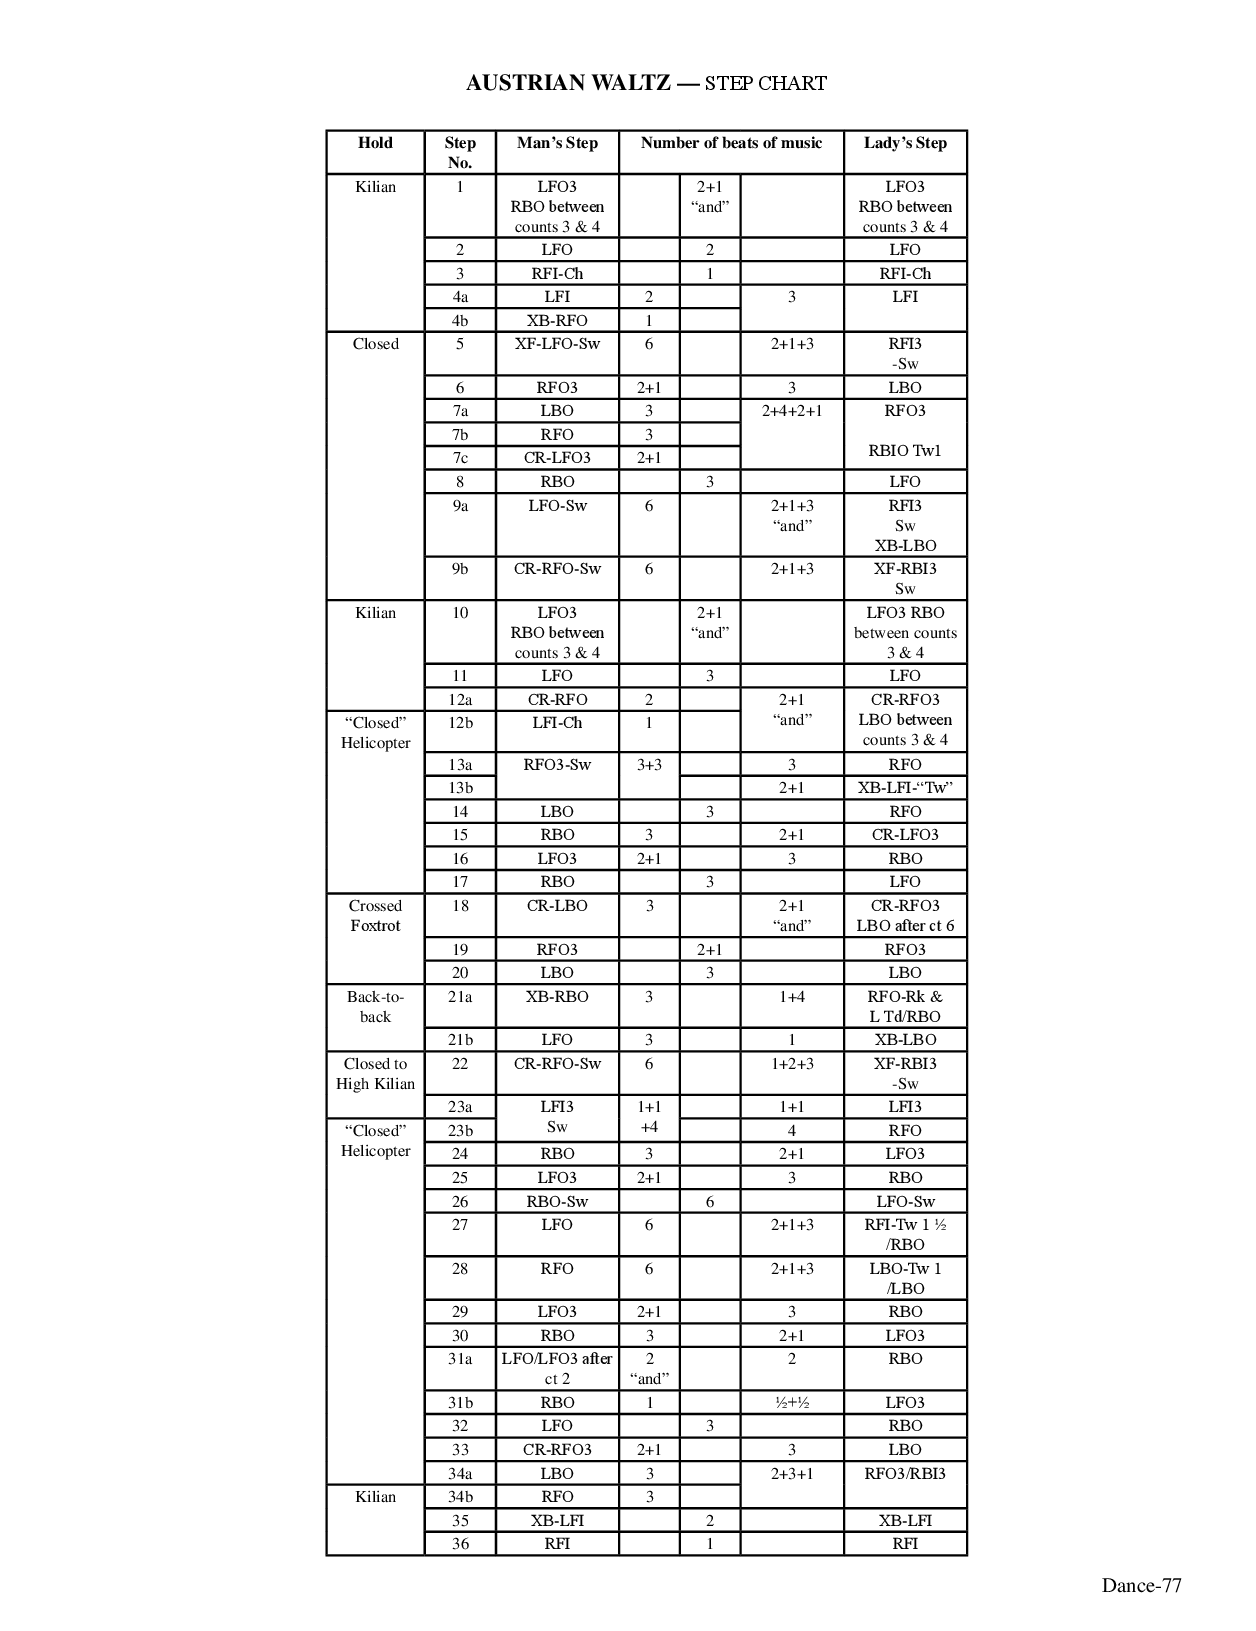 AUSTRIAN WALTZ — STEP CHART
Hold Step No. Man's Step Number of beats of music Lady's Step
Kilian 1 LFO3 2+1 LFO3
RBO between “and” RBO between
counts 3 & 4 counts 3 & 4
2 LFO 2 LFO
3 RFI-Ch 1 RFI-Ch
4a LFI 2 3 LFI
4b XB-RFO 1
Closed 5 XF-LFO-Sw 6 2+1+3 RFI3
-Sw
6 RFO3 2+1 3 LBO
7a LBO 3 2+4+2+1 RFO3
7b RFO 3
RBIO Tw1
7c CR-LFO3 2+1
8 RBO 3 LFO
9a LFO-Sw 6 2+1+3 RFI3
“and” Sw
XB-LBO
9b CR-RFO-Sw 6 2+1+3 XF-RBI3
Sw
Kilian 10 LFO3 2+1 LFO3 RBO
RBO between “and” between counts
counts 3 & 4 3 & 4
11 LFO 3 LFO
12a CR-RFO 2 2+1 CR-RFO3
“Closed” 12b LFI-Ch 1 “and” LBO between
Helicopter counts 3 & 4
13a RFO3-Sw 3+3 3 RFO
13b 2+1 XB-LFI-“Tw”
14 LBO 3 RFO
15 RBO 3 2+1 CR-LFO3
16 LFO3 2+1 3 RBO
17 RBO 3 LFO
Crossed 18 CR-LBO 3 2+1 CR-RFO3
Foxtrot “and” LBO after ct 6
19 RFO3 2+1 RFO3
20 LBO 3 LBO
Back-to- 21a XB-RBO 3 1+4 RFO-Rk &
back L Td/RBO
21b LFO 3 1 XB-LBO
Closed to 22 CR-RFO-Sw 6 1+2+3 XF-RBI3
High Kilian -Sw
23a LFI3 1+1 1+1 LFI3
“Closed” 23b Sw +4 4 RFO
Helicopter 24 RBO 3 2+1 LFO3
25 LFO3 2+1 3 RBO
26 RBO-Sw 6 LFO-Sw
27 LFO 6 2+1+3 RFI-Tw 1 ½
/RBO
28 RFO 6 2+1+3 LBO-Tw 1
/LBO
29 LFO3 2+1 3 RBO
30 RBO 3 2+1 LFO3
31a LFO/LFO3 after 2 2 RBO
ct 2 “and”
31b RBO 1 ½+½ LFO3
32 LFO 3 RBO
33 CR-RFO3 2+1 3 LBO
34a LBO 3 2+3+1 RFO3/RBI3
Kilian 34b RFO 3
35 XB-LFI 2 XB-LFI
36 RFI 1 RFI
Dance-77